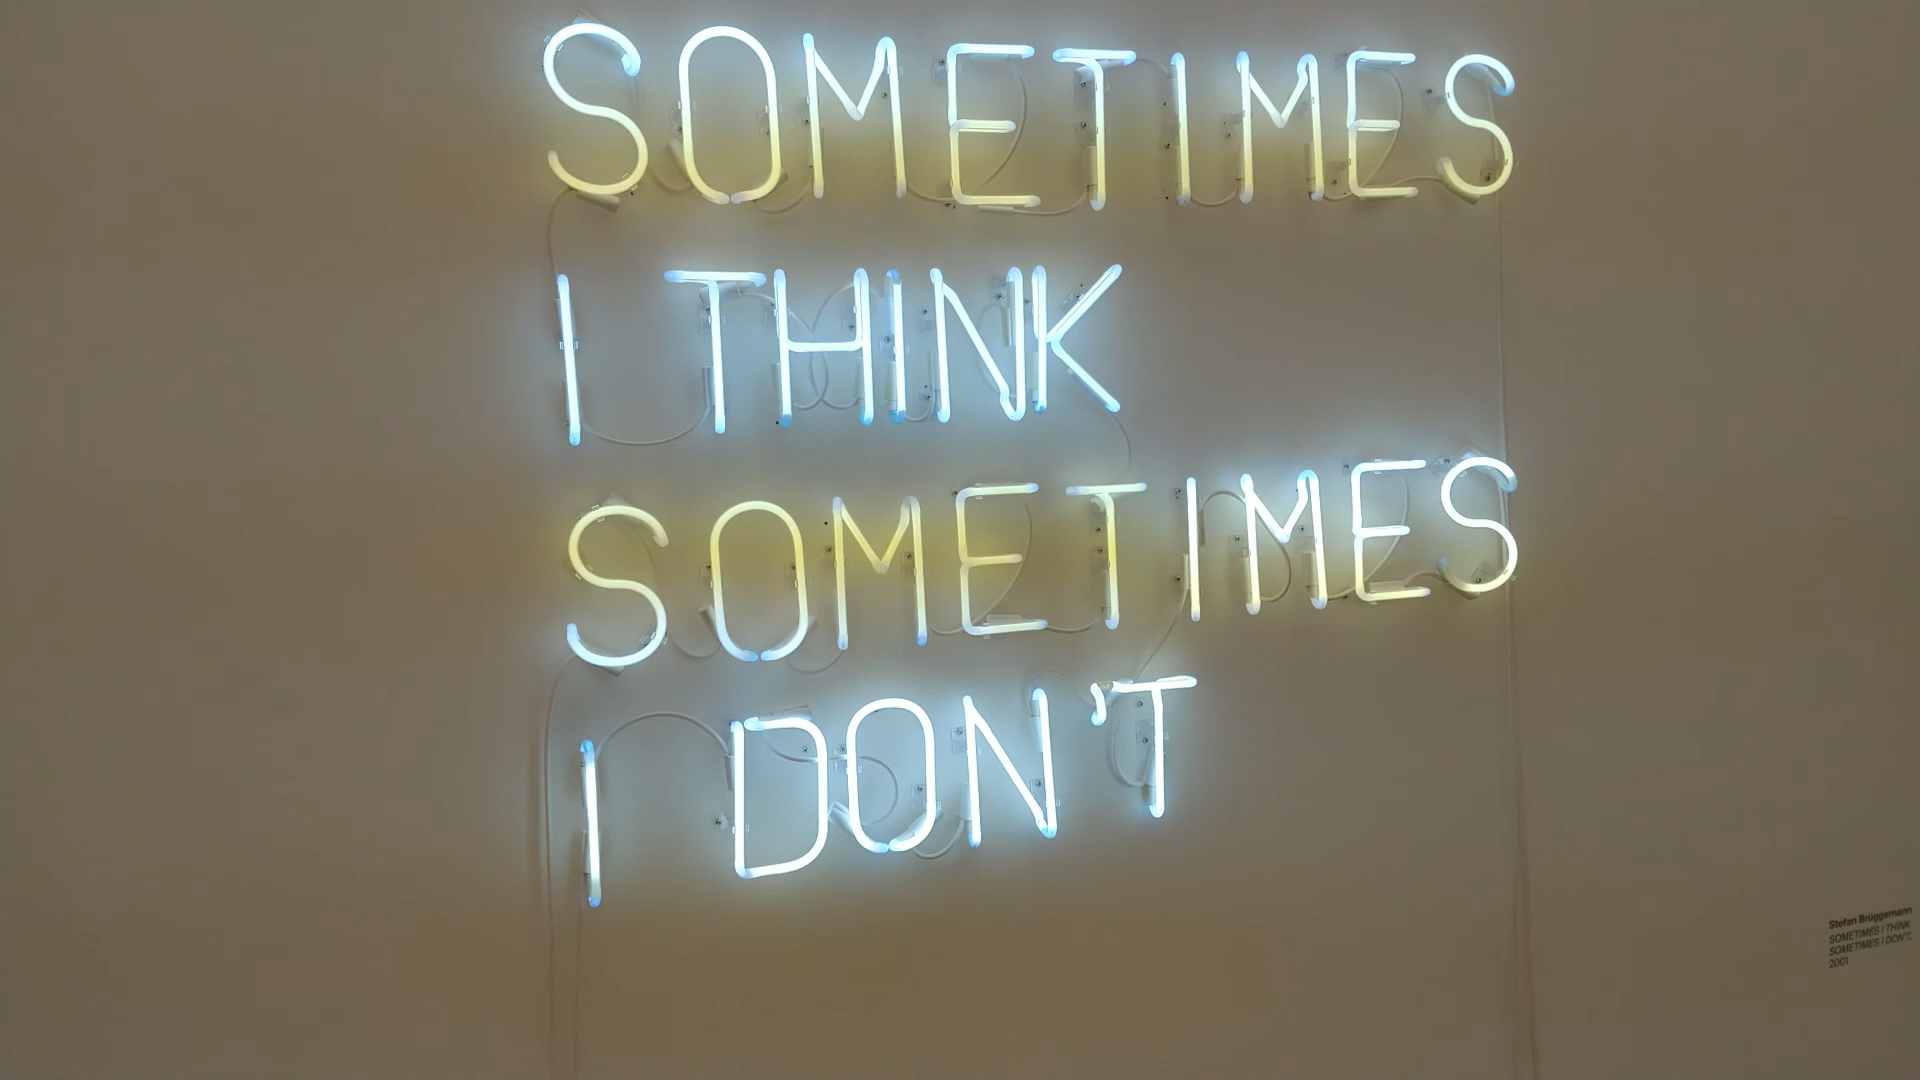 SOMETIMES
I THINK
SOMETIMES
I DON'T
Stefan Brüggemann
SOMETIMES I THINK
SOMETIMES I DON'T,
2001